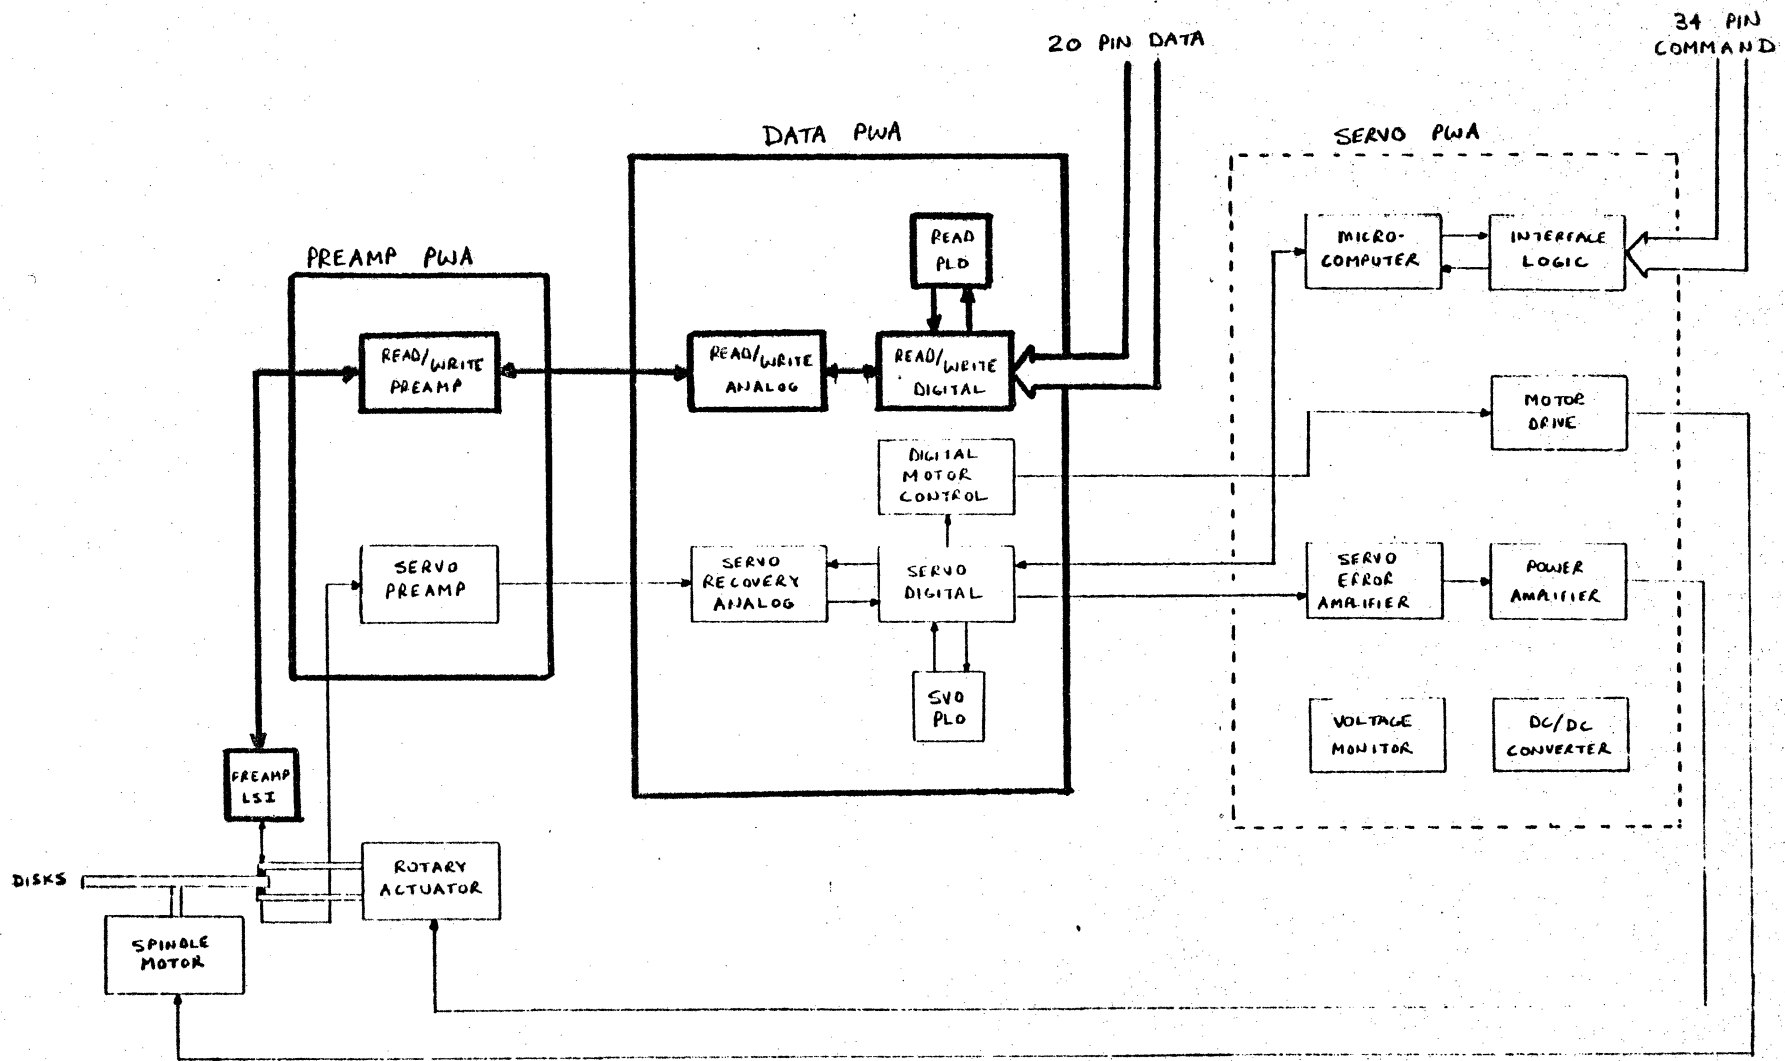 20 PIN DATA
34 PIN
COMMAND
DATA PWA
SERVO PWA
PREAMP PWA
READ
PLO
MICRO-
COMPUTER
INTERFACE
LOGIC
READ/WRITE
PREAMP
READ/WRITE
ANALOG
READ/WRITE
DIGITAL
MOTOR
DRIVE
DIGITAL
MOTOR
CONTROL
SERVO
PREAMP
SERVO
RECOVERY
ANALOG
SERVO
DIGITAL
SERVO
ERROR
AMPLIFIER
POWER
AMPLIFIER
SVO
PLO
VOLTAGE
MONITOR
DC/DC
CONVERTER
PREAMP
LSI
DISKS
ROTARY
ACTUATOR
SPINDLE
MOTOR